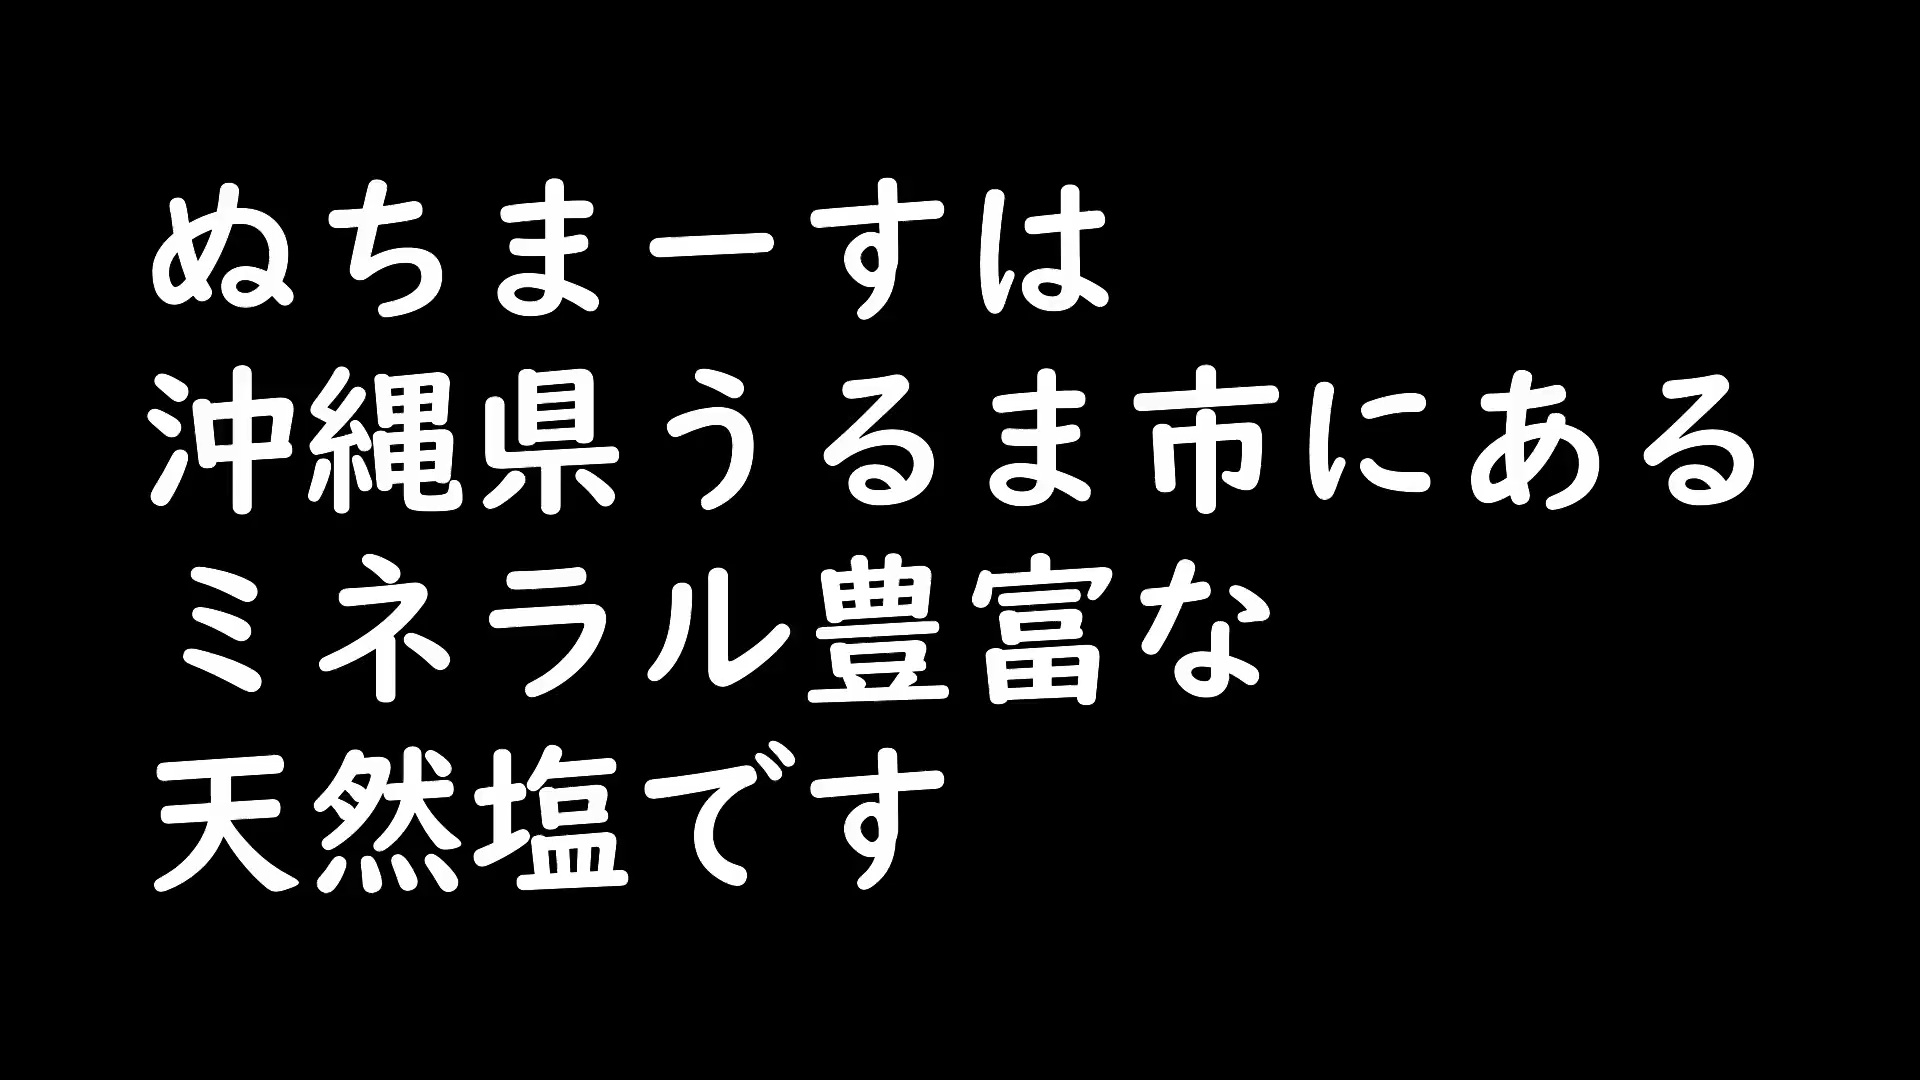 ぬちまーすは
沖縄県うるま市にある
ミネラル豊富な
天然塩です